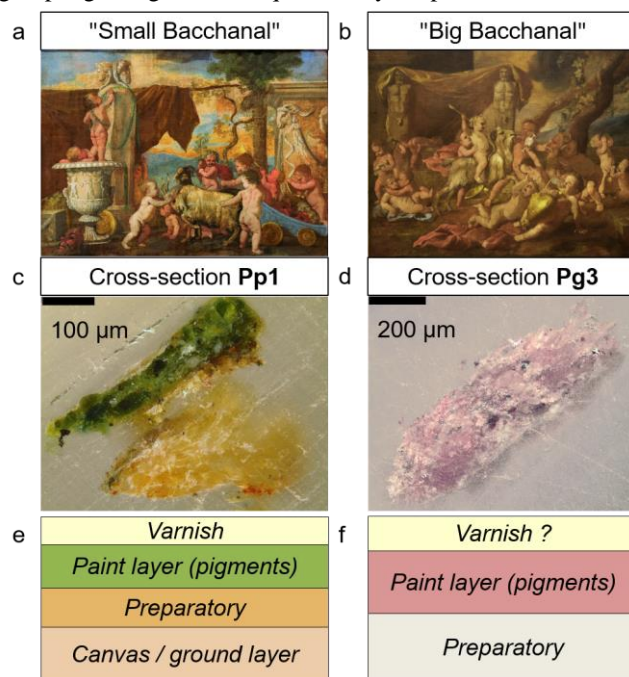 a "Small Bacchanal" b "Big Bacchanal"
c Cross-section Pp1 d Cross-section Pg3
100 µm 200 µm
e Varnish f Varnish ?
Paint layer (pigments) Paint layer (pigments)
Preparatory Preparatory
Canvas / ground layer